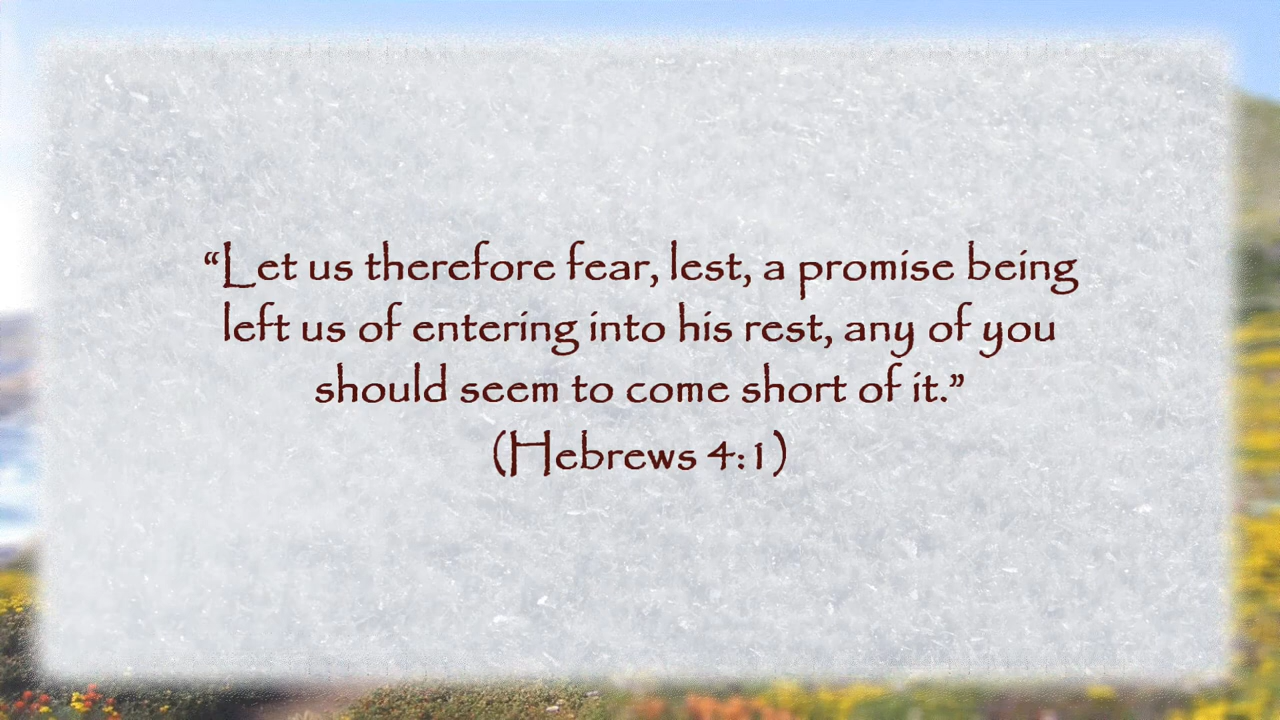 “Let us therefore fear, lest, a promise being
left us of entering into his rest, any of you
should seem to come short of it.”
(Hebrews 4:1)